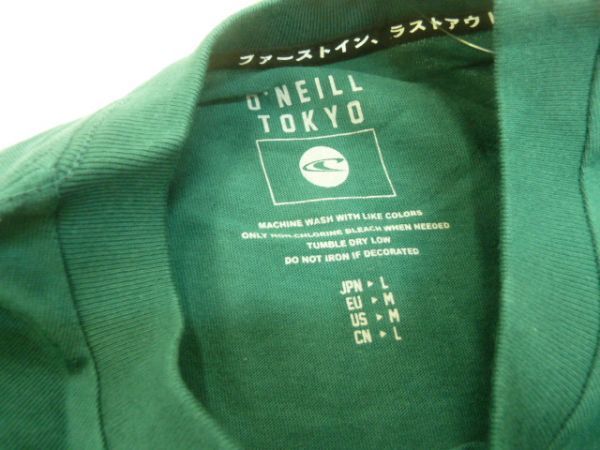 ファーストイン、ラストアウト
O'NEILL
TOKYO
MACHINE WASH WITH LIKE COLORS
ONLY NON-CHLORINE BLEACH WHEN NEEDED
TUMBLE DRY LOW
DO NOT IRON IF DECORATED
JPN ▸ L
EU ▸ M
US ▸ M
CN ▸ L